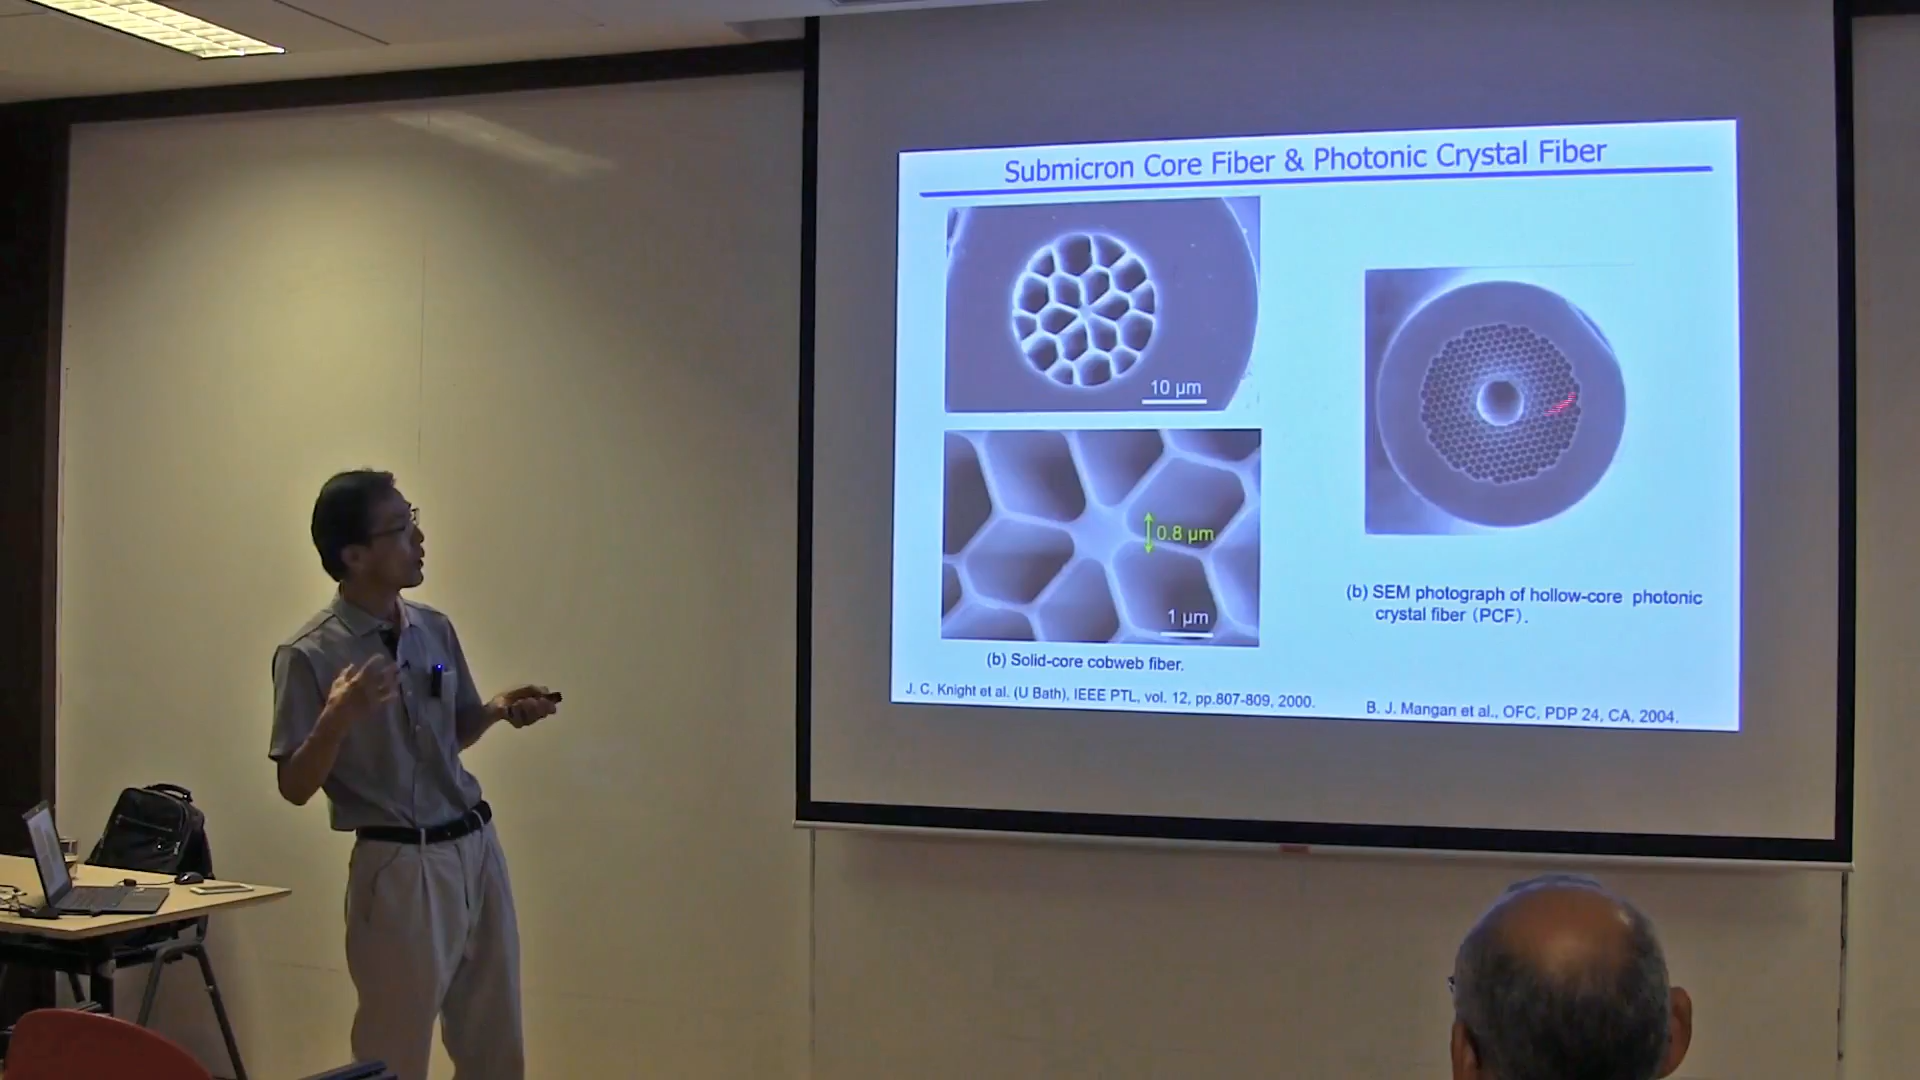 Submicron Core Fiber & Photonic Crystal Fiber
10 µm
0.8 µm
1 µm
(b) Solid-core cobweb fiber.
J. C. Knight et al. (U Bath), IEEE PTL, vol. 12, pp.807-809, 2000.
(b) SEM photograph of hollow-core photonic
crystal fiber (PCF).
B. J. Mangan et al., OFC, PDP 24, CA, 2004.